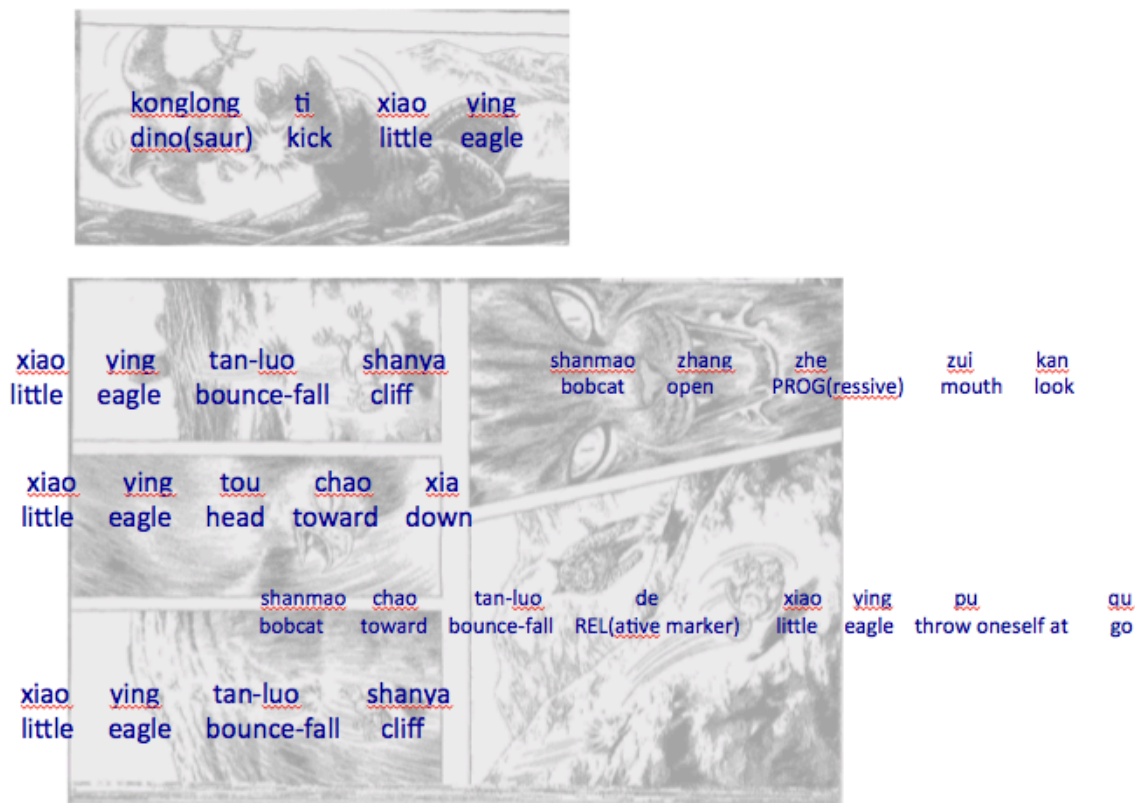 konglong ti xiao ying
dino(saur) kick little eagle
xiao ying tan-luo shanya
little eagle bounce-fall cliff
shanmao zhang zhe zui kan
bobcat open PROG(ressive) mouth look
xiao ying tou chao xia
little eagle head toward down
shanmao chao tan-luo de xiao ying pu qu
bobcat toward bounce-fall REL(ative marker) little eagle throw oneself at go
xiao ying tan-luo shanya
little eagle bounce-fall cliff